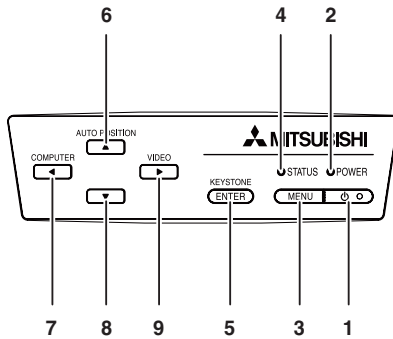 6 4 2
AUTO POSITION
MITSUBISHI
COMPUTER VIDEO
STATUS POWER
KEYSTONE
ENTER MENU
7 8 9 5 3 1